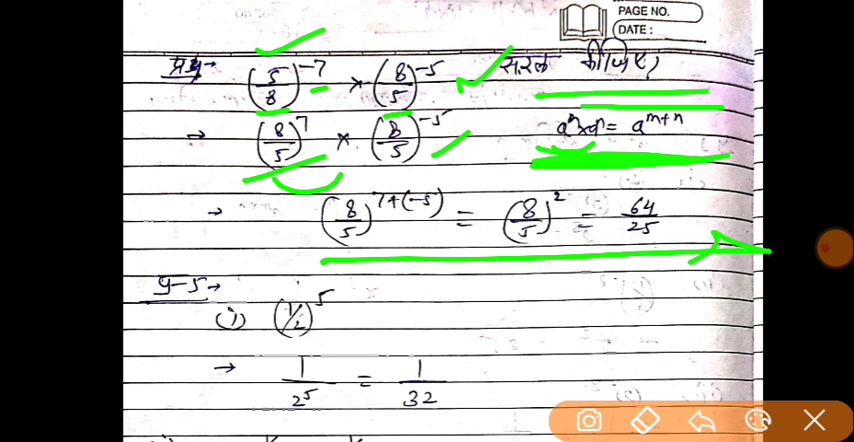 PAGE NO.
DATE :
(5/8)^-7 × (8/5)^-5 सरल कीजिए,
→ (8/5)^7 × (8/5)^-5 a^n×a^n = a^m+n
→ (8/5)^7+(-5) = (8/5)^2 = 64/25
प्र-5→
(i) (1/2)^5
→ 1/2^5 = 1/32